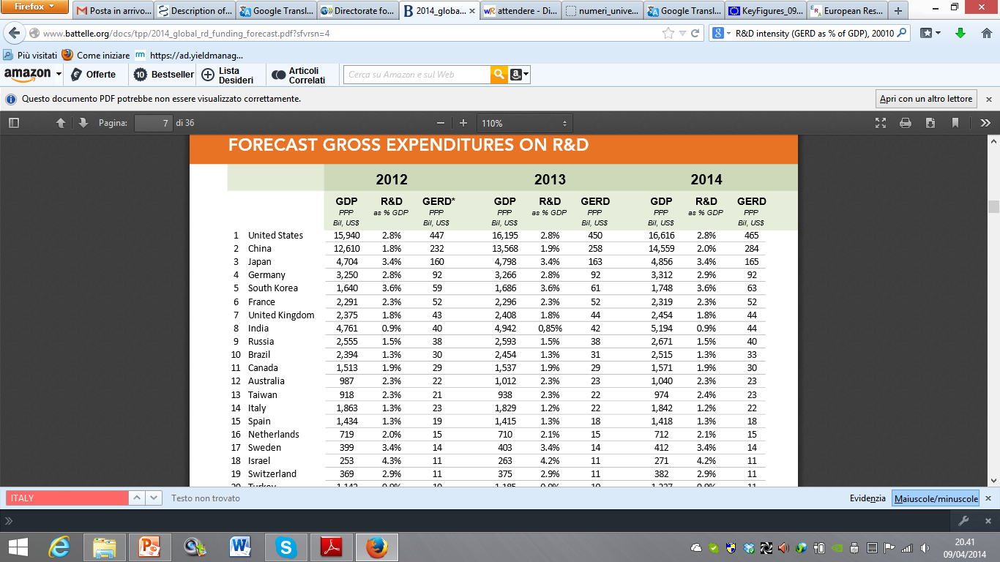 Firefox
Posta in arrivo...
Description of...
Google Transl...
Directorate fo...
2014_globa...
attendere - Di...
numeri_unive...
Google Transl...
KeyFigures_09...
European Res...
www.battelle.org/docs/tpp/2014_global_rd_funding_forecast.pdf?sfvrsn=4
R&D intensity (GERD as % of GDP), 20010
Più visitati Come iniziare https://ad.yieldmanag...
amazon Offerte Bestseller Lista Desideri Articoli Correlati Cerca su Amazon e sul Web
Questo documento PDF potrebbe non essere visualizzato correttamente. Apri con un altro lettore
Pagina: 7 di 36 110%
FORECAST GROSS EXPENDITURES ON R&D
2012 2013 2014
GDP R&D GERD* GDP R&D GERD GDP R&D GERD
PPP as % GDP PPP PPP as % GDP PPP PPP as % GDP PPP
Bil, US$ Bil, US$ Bil, US$ Bil, US$ Bil, US$ Bil, US$
1 United States 15,940 2.8% 447 16,195 2.8% 450 16,616 2.8% 465
2 China 12,610 1.8% 232 13,568 1.9% 258 14,559 2.0% 284
3 Japan 4,704 3.4% 160 4,798 3.4% 163 4,856 3.4% 165
4 Germany 3,250 2.8% 92 3,266 2.8% 92 3,312 2.9% 92
5 South Korea 1,640 3.6% 59 1,686 3.6% 61 1,748 3.6% 63
6 France 2,291 2.3% 52 2,296 2.3% 52 2,319 2.3% 52
7 United Kingdom 2,375 1.8% 43 2,408 1.8% 44 2,454 1.8% 44
8 India 4,761 0.9% 40 4,942 0,85% 42 5,194 0.9% 44
9 Russia 2,555 1.5% 38 2,593 1.5% 38 2,671 1.5% 40
10 Brazil 2,394 1.3% 30 2,454 1.3% 31 2,515 1.3% 33
11 Canada 1,513 1.9% 29 1,537 1.9% 29 1,571 1.9% 30
12 Australia 987 2.3% 22 1,012 2.3% 23 1,040 2.3% 23
13 Taiwan 918 2.3% 21 938 2.3% 22 974 2.4% 23
14 Italy 1,863 1.3% 23 1,829 1.2% 22 1,842 1.2% 22
15 Spain 1,434 1.3% 19 1,415 1.3% 18 1,418 1.3% 18
16 Netherlands 719 2.0% 15 710 2.1% 15 712 2.1% 15
17 Sweden 399 3.4% 14 403 3.4% 14 412 3.4% 14
18 Israel 253 4.3% 11 263 4.2% 11 271 4.2% 11
19 Switzerland 369 2.9% 11 375 2.9% 11 382 2.9% 11
20 Turkey
ITALY Testo non trovato Evidenzia Maiuscole/minuscole
20.41
09/04/2014